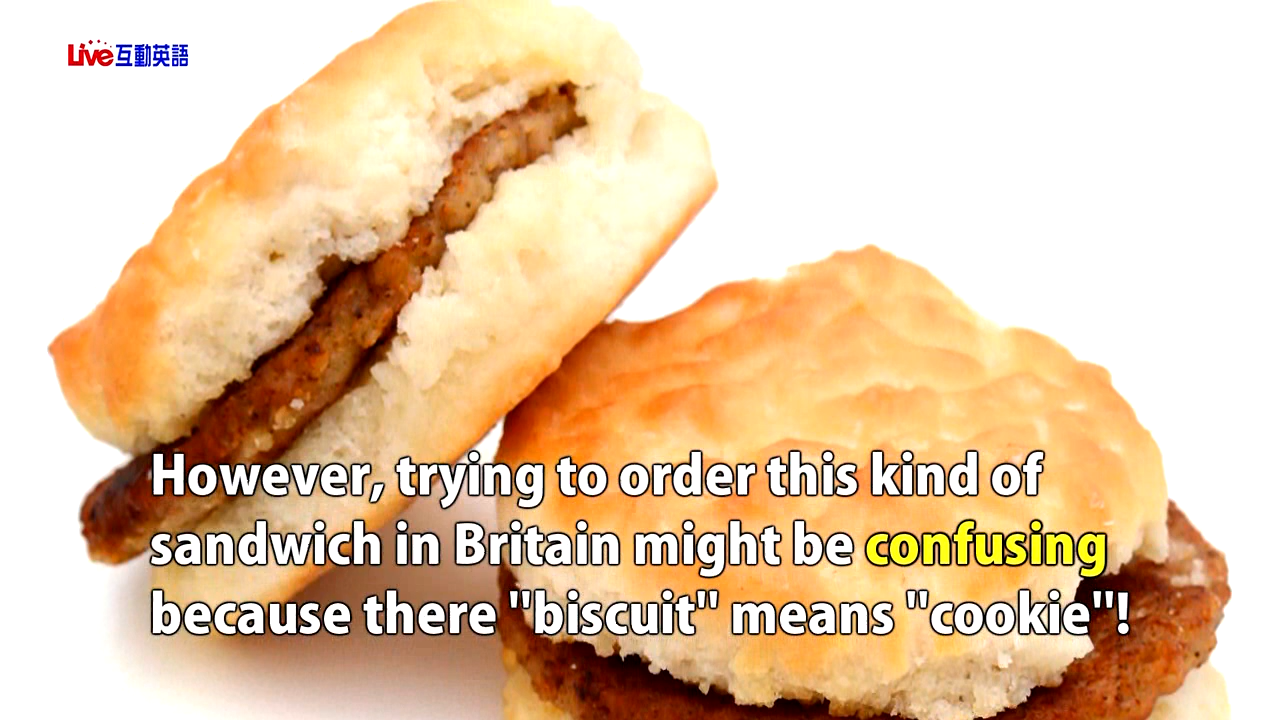 Live互動英語
However, trying to order this kind of
sandwich in Britain might be confusing
because there "biscuit" means "cookie"!